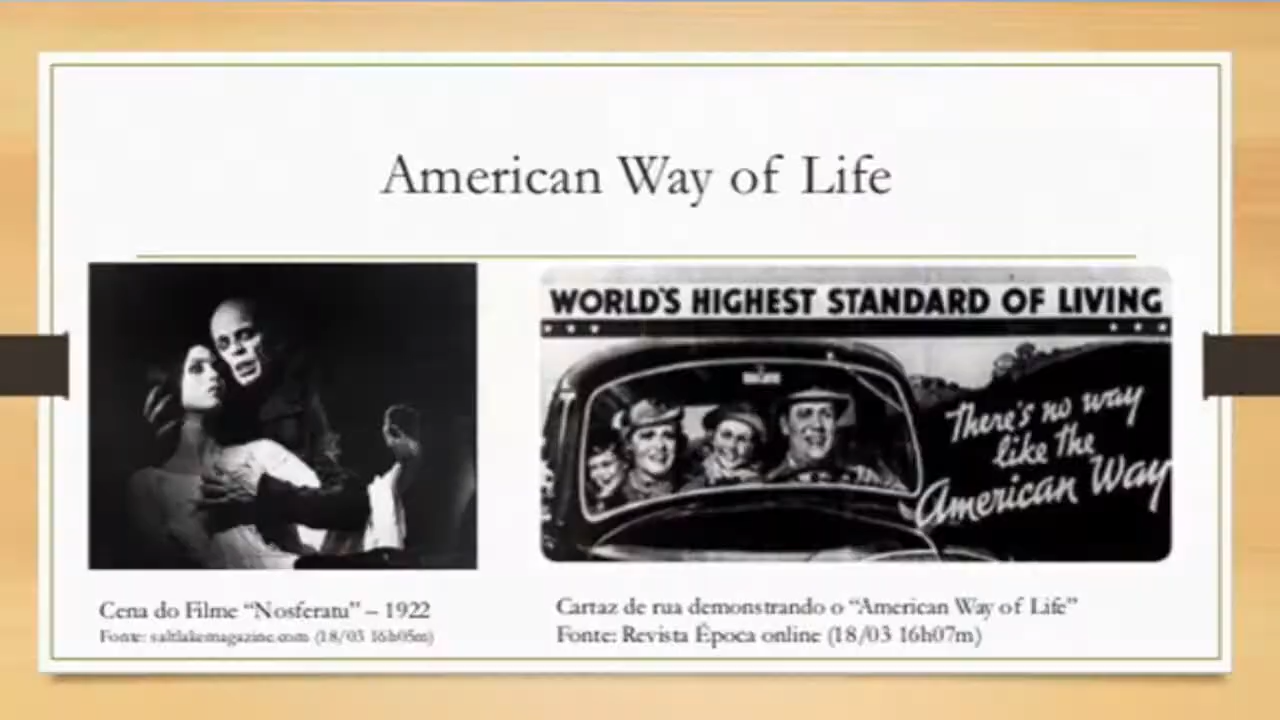 American Way of Life
WORLD'S HIGHEST STANDARD OF LIVING
There's no way
like the
American Way
Cena do Filme “Nosferatu” – 1922
Fonte: saltlakemagazine.com (18/03 16h05m)
Cartaz de rua demonstrando o “American Way of Life”
Fonte: Revista Época online (18/03 16h07m)